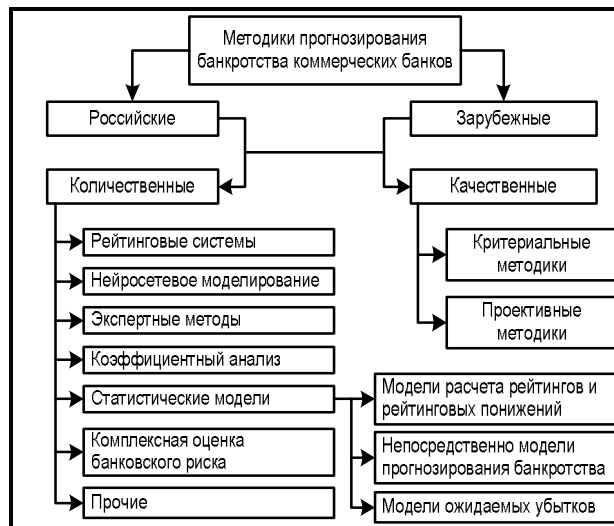 Методики прогнозирования
банкротства коммерческих банков
Российские
Зарубежные
Количественные
Качественные
Рейтинговые системы
Нейросетевое моделирование
Экспертные методы
Коэффициентный анализ
Статистические модели
Комплексная оценка
банковского риска
Прочие
Критериальные
методики
Проективные
методики
Модели расчета рейтингов и
рейтинговых понижений
Непосредственно модели
прогнозирования банкротства
Модели ожидаемых убытков